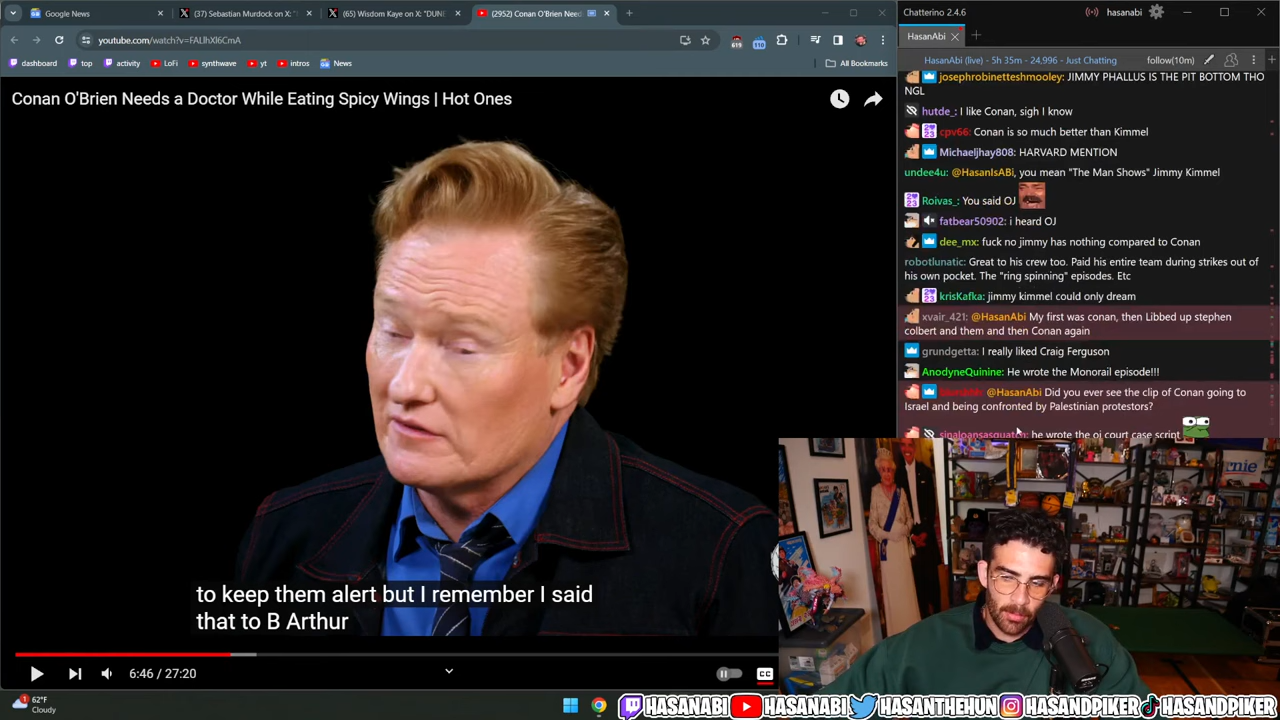 Google News
(37) Sebastian Murdock on X: "
(65) Wisdom Kaye on X: "DUNE
(2952) Conan O'Brien Needs
youtube.com/watch?v=FALlhXl6CmA
619
110
dashboard
top
activity
LoFi
synthwave
yt
intros
News
All Bookmarks
Conan O'Brien Needs a Doctor While Eating Spicy Wings | Hot Ones
to keep them alert but I remember I said
that to B Arthur
6:46 / 27:20
CC
62°F
Cloudy
Chatterino 2.4.6
hasanabi
HasanAbi
HasanAbi (live) - 5h 35m - 24,996 - Just Chatting
follow(10m)
josephrobinetteshmooley: JIMMY PHALLUS IS THE PIT BOTTOM THO
NGL
hutde_: I like Conan, sigh I know
cpv66: Conan is so much better than Kimmel
Michaeljhay808: HARVARD MENTION
undee4u: @HasanIsABi, you mean "The Man Shows" Jimmy Kimmel
Roivas_: You said OJ
fatbear50902: i heard OJ
dee_mx: fuck no jimmy has nothing compared to Conan
robotlunatic: Great to his crew too. Paid his entire team during strikes out of
his own pocket. The "ring spinning" episodes. Etc
krisKafka: jimmy kimmel could only dream
xvair_421: @HasanAbi My first was conan, then Libbed up stephen
colbert and them and then Conan again
grundgetta: I really liked Craig Ferguson
AnodyneQuinine: He wrote the Monorail episode!!!
@HasanAbi Did you ever see the clip of Conan going to
Israel and being confronted by Palestinian protestors?
sinaloansasquatch: he wrote the oj court case script
HASANABI
HASANABI
HASANTHEHUN
HASANDPIKER
HASANDPIKER